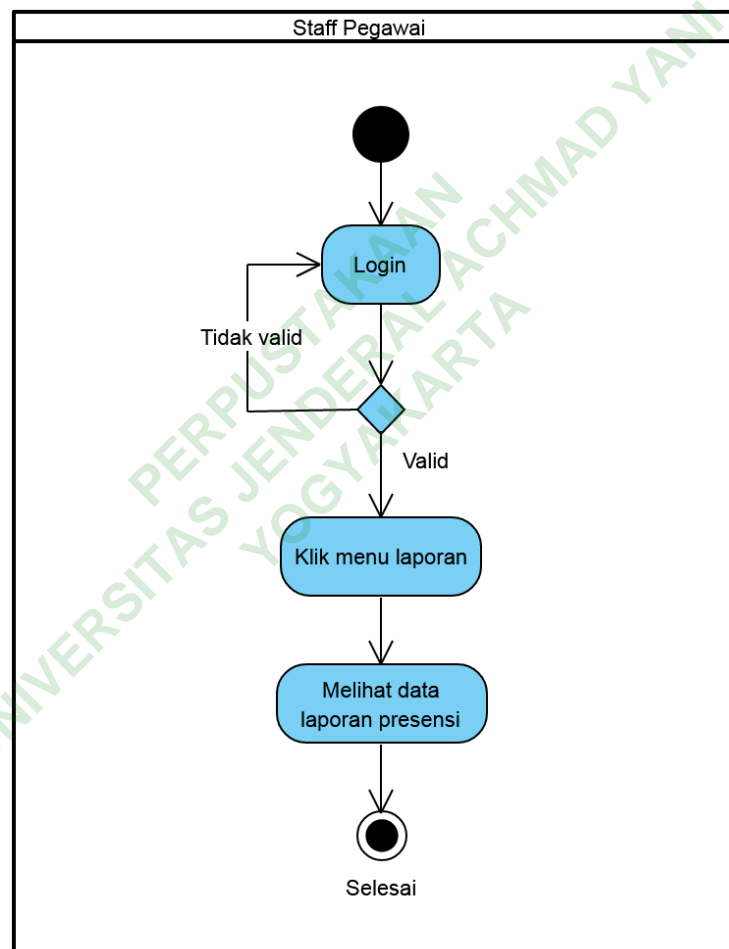 Staff Pegawai
Login
Tidak valid
Valid
Klik menu laporan
Melihat data
laporan presensi
Selesai
PERPUSTAKAAN
UNIVERSITAS JENDERAL ACHMAD YANI
YOGYAKARTA